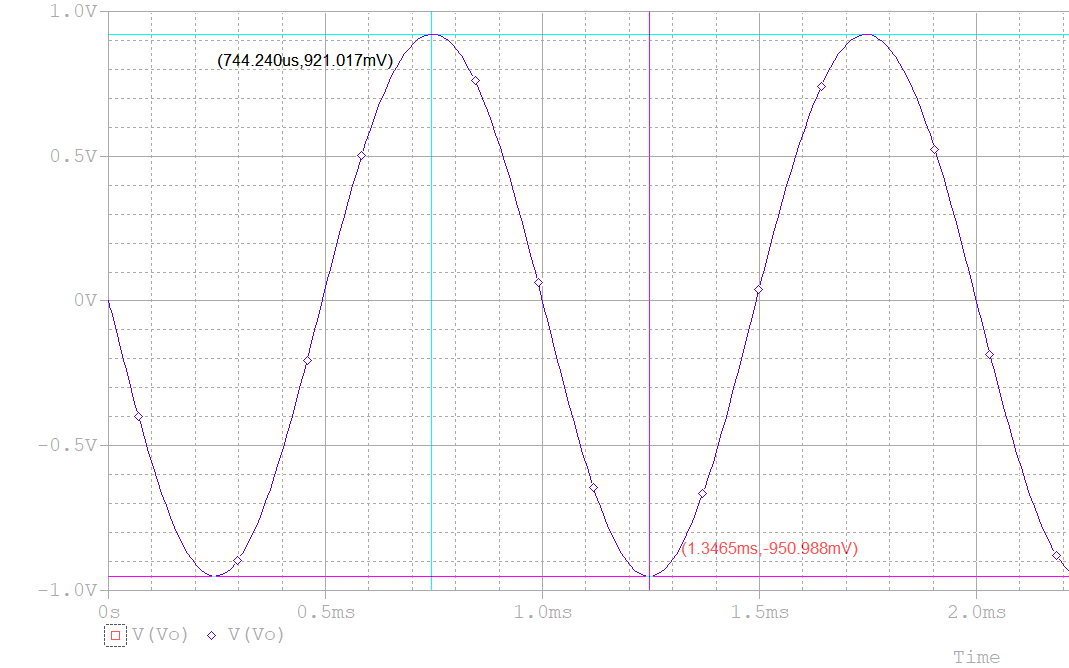 1.0V
(744.240us,921.017mV)
0.5V
0V
-0.5V
(1.3465ms,-950.988mV)
-1.0V
0s 0.5ms 1.0ms 1.5ms 2.0ms
V(Vo) V(Vo)
Time